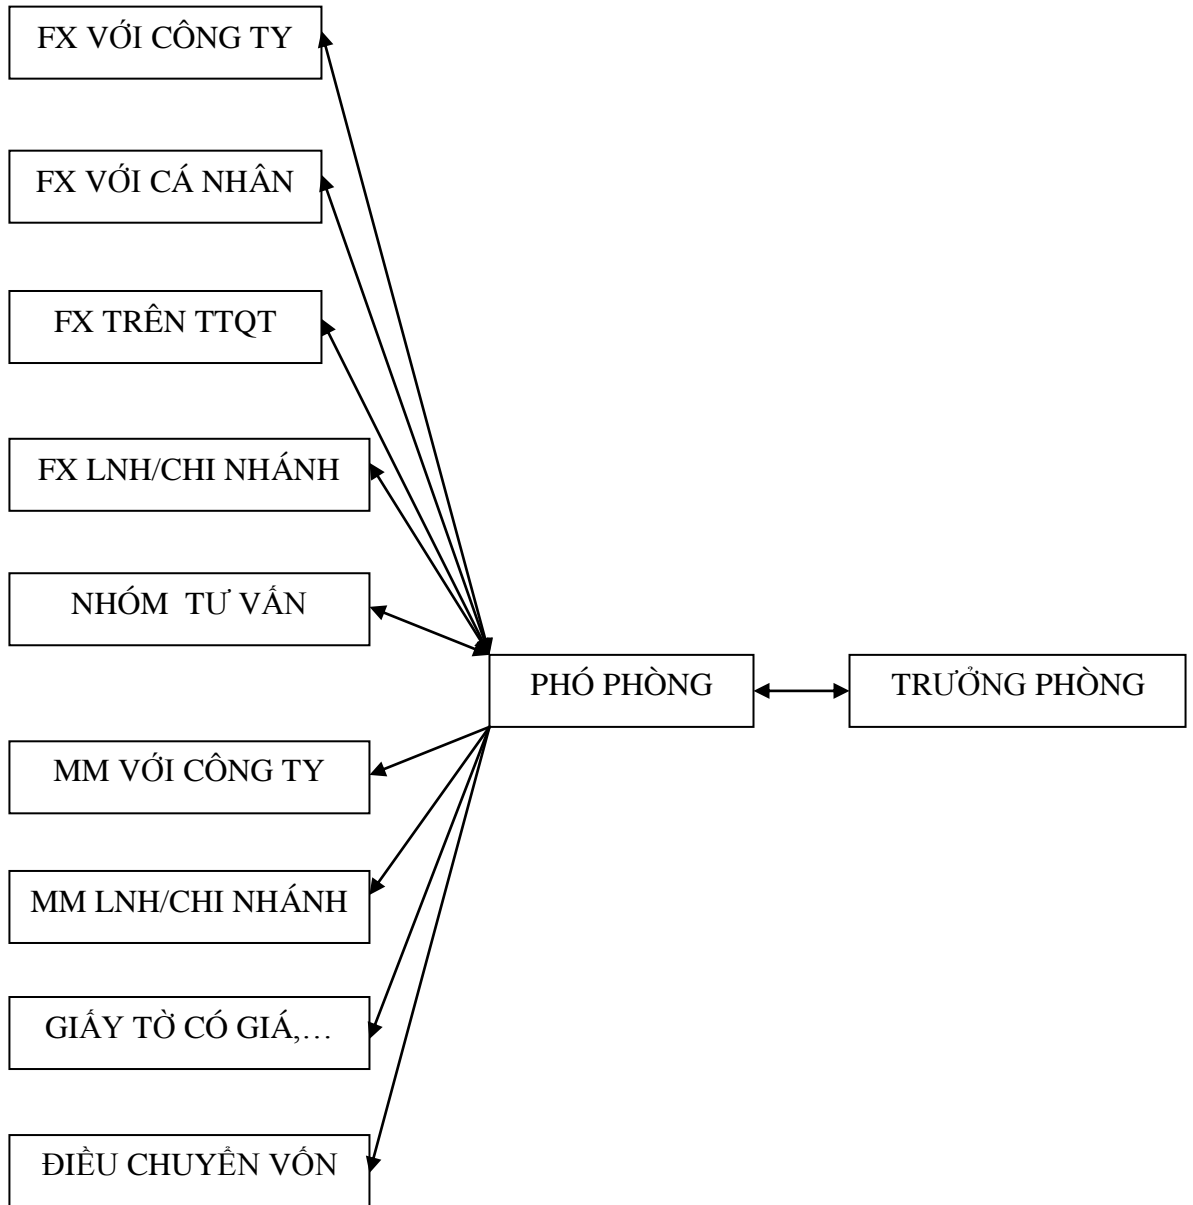 FX VỚI CÔNG TY
FX VỚI CÁ NHÂN
FX TRÊN TTQT
FX LNH/CHI NHÁNH
NHÓM TƯ VẤN
PHÓ PHÒNG
TRƯỞNG PHÒNG
MM VỚI CÔNG TY
MM LNH/CHI NHÁNH
GIẤY TỜ CÓ GIÁ,...
ĐIỀU CHUYỂN VỐN